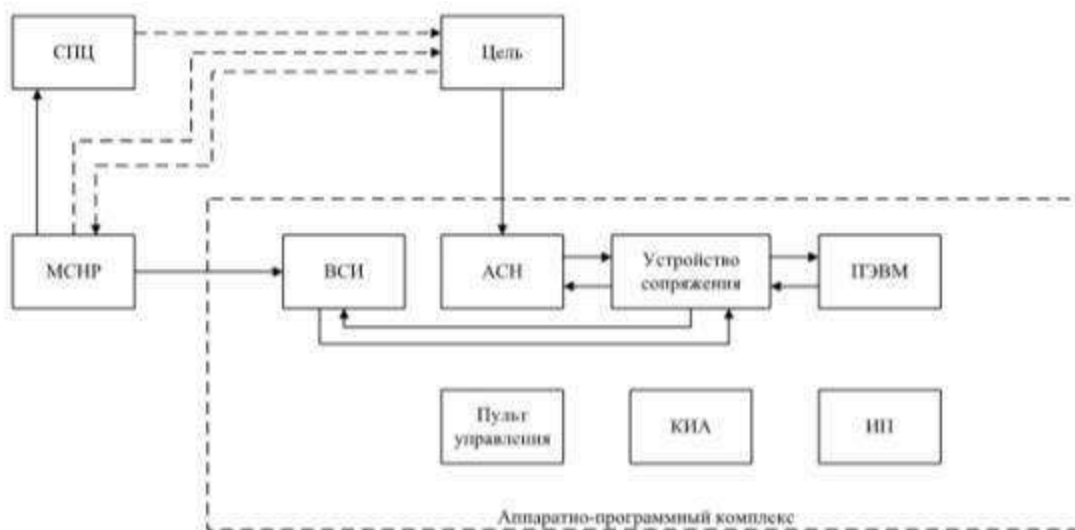 СПЦ
Цель
МСНР
ВСИ
АСН
Устройство
сопряжения
ПЭВМ
Пульт
управления
КИА
ИП
Аппаратно-программный комплекс